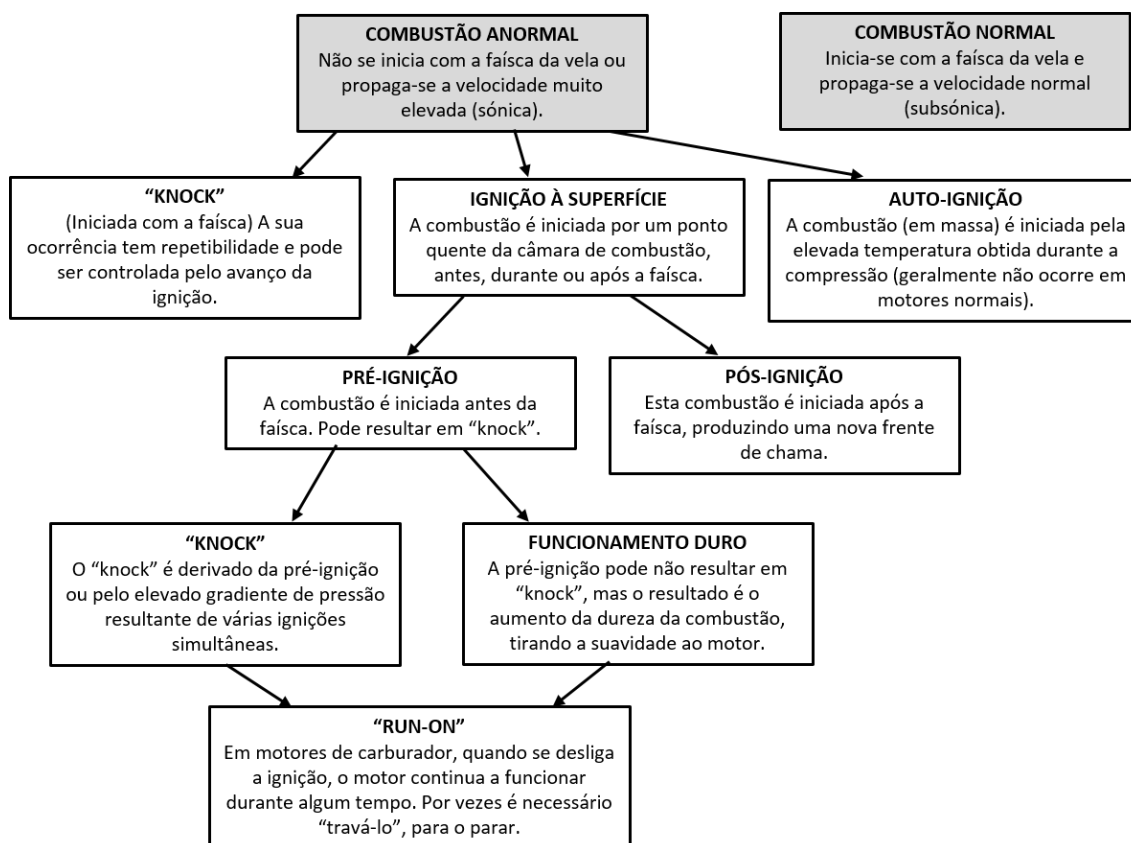 COMBUSTÃO ANORMAL
Não se inicia com a faísca da vela ou
propaga-se a velocidade muito
elevada (sónica).
COMBUSTÃO NORMAL
Inicia-se com a faísca da vela e
propaga-se a velocidade normal
(subsónica).
“KNOCK”
(Iniciada com a faísca) A sua
ocorrência tem repetibilidade e pode
ser controlada pelo avanço da
ignição.
IGNIÇÃO À SUPERFÍCIE
A combustão é iniciada por um ponto
quente da câmara de combustão,
antes, durante ou após a faísca.
AUTO-IGNIÇÃO
A combustão (em massa) é iniciada pela
elevada temperatura obtida durante a
compressão (geralmente não ocorre em
motores normais).
PRÉ-IGNIÇÃO
A combustão é iniciada antes da
faísca. Pode resultar em “knock”.
PÓS-IGNIÇÃO
Esta combustão é iniciada após a
faísca, produzindo uma nova frente
de chama.
“KNOCK”
O “knock” é derivado da pré-ignição
ou pelo elevado gradiente de pressão
resultante de várias ignições
simultâneas.
FUNCIONAMENTO DURO
A pré-ignição pode não resultar em
“knock”, mas o resultado é o
aumento da dureza da combustão,
tirando a suavidade ao motor.
“RUN-ON”
Em motores de carburador, quando se desliga
a ignição, o motor continua a funcionar
durante algum tempo. Por vezes é necessário
“travá-lo”, para o parar.